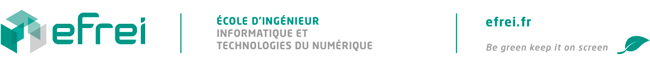 efrei
ÉCOLE D'INGÉNIEUR
INFORMATIQUE ET
TECHNOLOGIES DU NUMÉRIQUE
efrei.fr
Be green keep it on screen